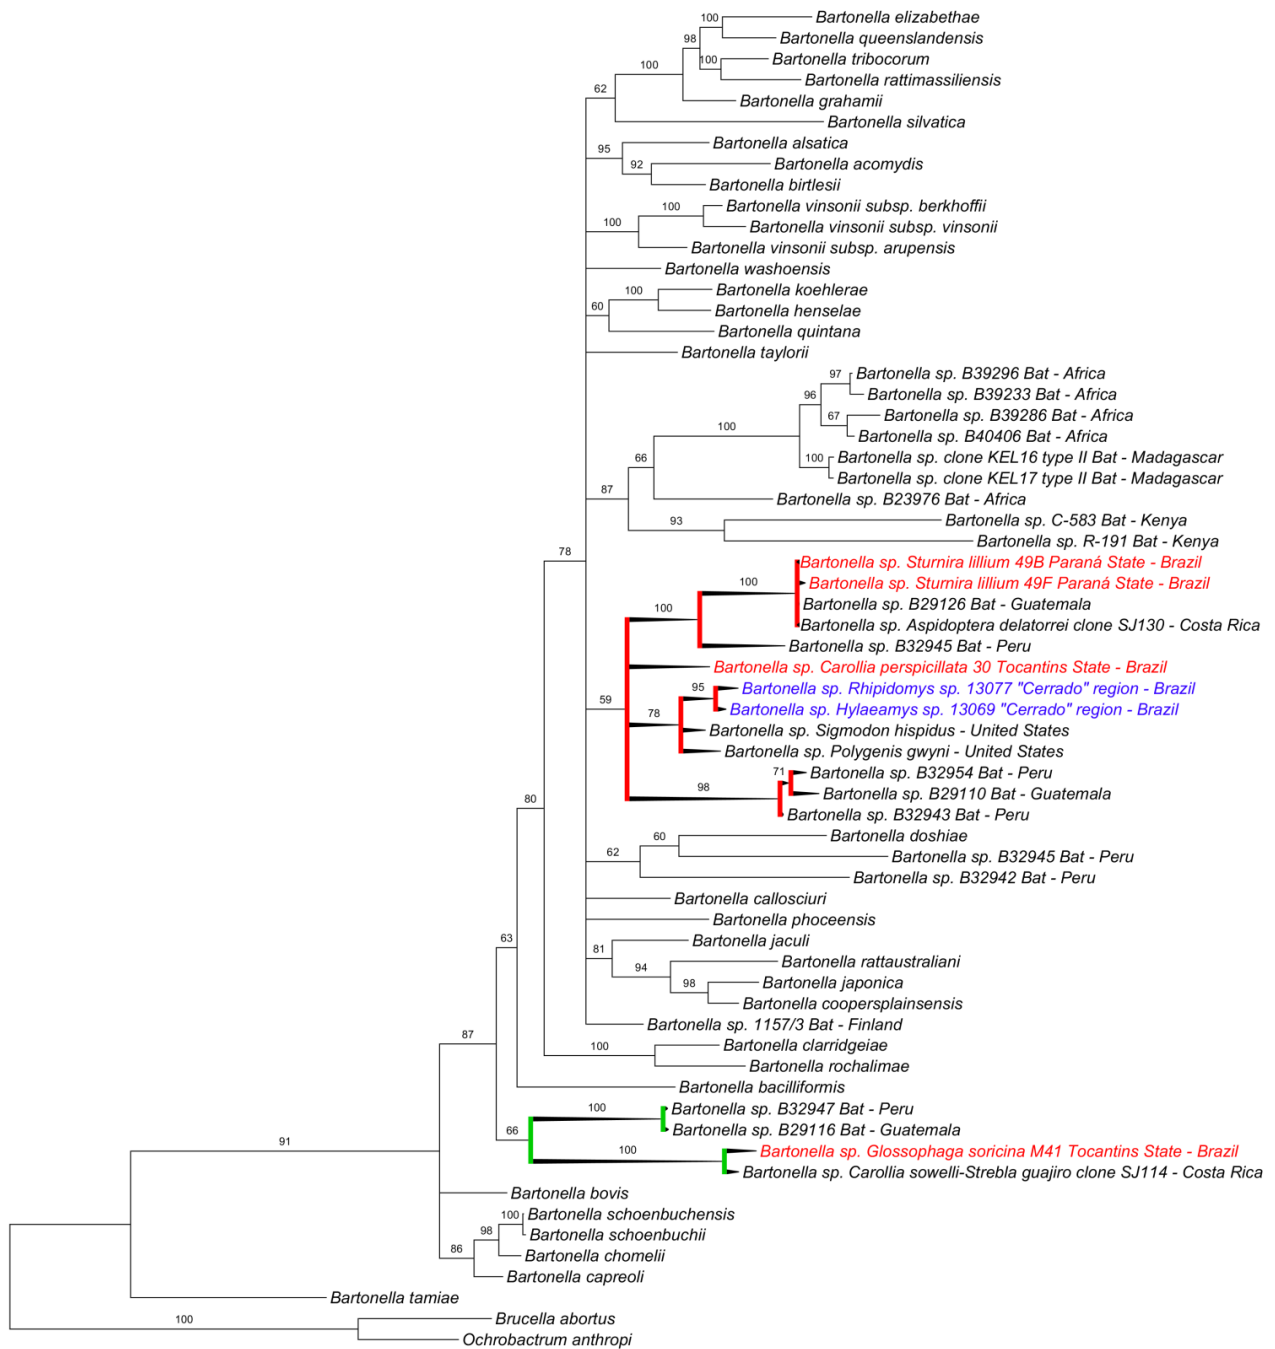 100
Bartonella elizabethae
98
Bartonella queenslandensis
100
Bartonella tribocorum
100
Bartonella rattimassiliensis
62
Bartonella grahamii
Bartonella silvatica
95
Bartonella alsatica
92
Bartonella acomydis
Bartonella birtlesii
100
Bartonella vinsonii subsp. berkhoffii
100
Bartonella vinsonii subsp. vinsonii
Bartonella vinsonii subsp. arupensis
Bartonella washoensis
100
Bartonella koehlerae
60
Bartonella henselae
Bartonella quintana
Bartonella taylorii
97
Bartonella sp. B39296 Bat - Africa
96
Bartonella sp. B39233 Bat - Africa
67
Bartonella sp. B39286 Bat - Africa
100
Bartonella sp. B40406 Bat - Africa
66
100
Bartonella sp. clone KEL16 type II Bat - Madagascar
Bartonella sp. clone KEL17 type II Bat - Madagascar
87
Bartonella sp. B23976 Bat - Africa
93
Bartonella sp. C-583 Bat - Kenya
Bartonella sp. R-191 Bat - Kenya
78
Bartonella sp. Sturnira lillium 49B Paraná State - Brazil
100
Bartonella sp. Sturnira lillium 49F Paraná State - Brazil
100
Bartonella sp. B29126 Bat - Guatemala
Bartonella sp. Aspidoptera delatorrei clone SJ130 - Costa Rica
Bartonella sp. B32945 Bat - Peru
Bartonella sp. Carollia perspicillata 30 Tocantins State - Brazil
95
Bartonella sp. Rhipidomys sp. 13077 "Cerrado" region - Brazil
59
78
Bartonella sp. Hylaeamys sp. 13069 "Cerrado" region - Brazil
Bartonella sp. Sigmodon hispidus - United States
Bartonella sp. Polygenis gwyni - United States
71
Bartonella sp. B32954 Bat - Peru
98
Bartonella sp. B29110 Bat - Guatemala
80
Bartonella sp. B32943 Bat - Peru
60
Bartonella doshiae
62
Bartonella sp. B32945 Bat - Peru
Bartonella sp. B32942 Bat - Peru
Bartonella callosciuri
Bartonella phoceensis
63
81
Bartonella jaculi
94
Bartonella rattaustraliani
98
Bartonella japonica
Bartonella coopersplainsensis
Bartonella sp. 1157/3 Bat - Finland
87
100
Bartonella clarridgeiae
Bartonella rochalimae
Bartonella bacilliformis
100
Bartonella sp. B32947 Bat - Peru
66
Bartonella sp. B29116 Bat - Guatemala
91
100
Bartonella sp. Glossophaga soricina M41 Tocantins State - Brazil
Bartonella sp. Carollia sowelli-Strebla guajiro clone SJ114 - Costa Rica
Bartonella bovis
100
Bartonella schoenbuchensis
98
Bartonella schoenbuchii
86
Bartonella chomelii
Bartonella capreoli
Bartonella tamiae
100
Brucella abortus
Ochrobactrum anthropi